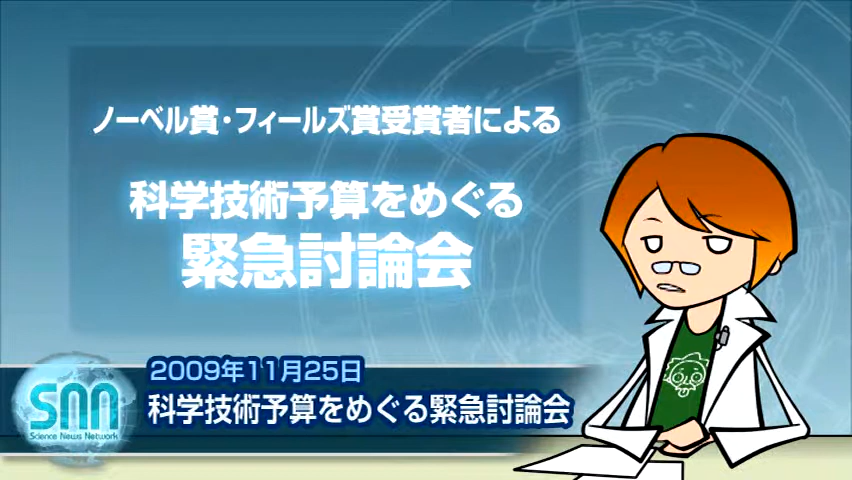 ノーベル賞・フィールズ賞受賞者による
科学技術予算をめぐる
緊急討論会
2009年11月25日
科学技術予算をめぐる緊急討論会
snn
Science News Network